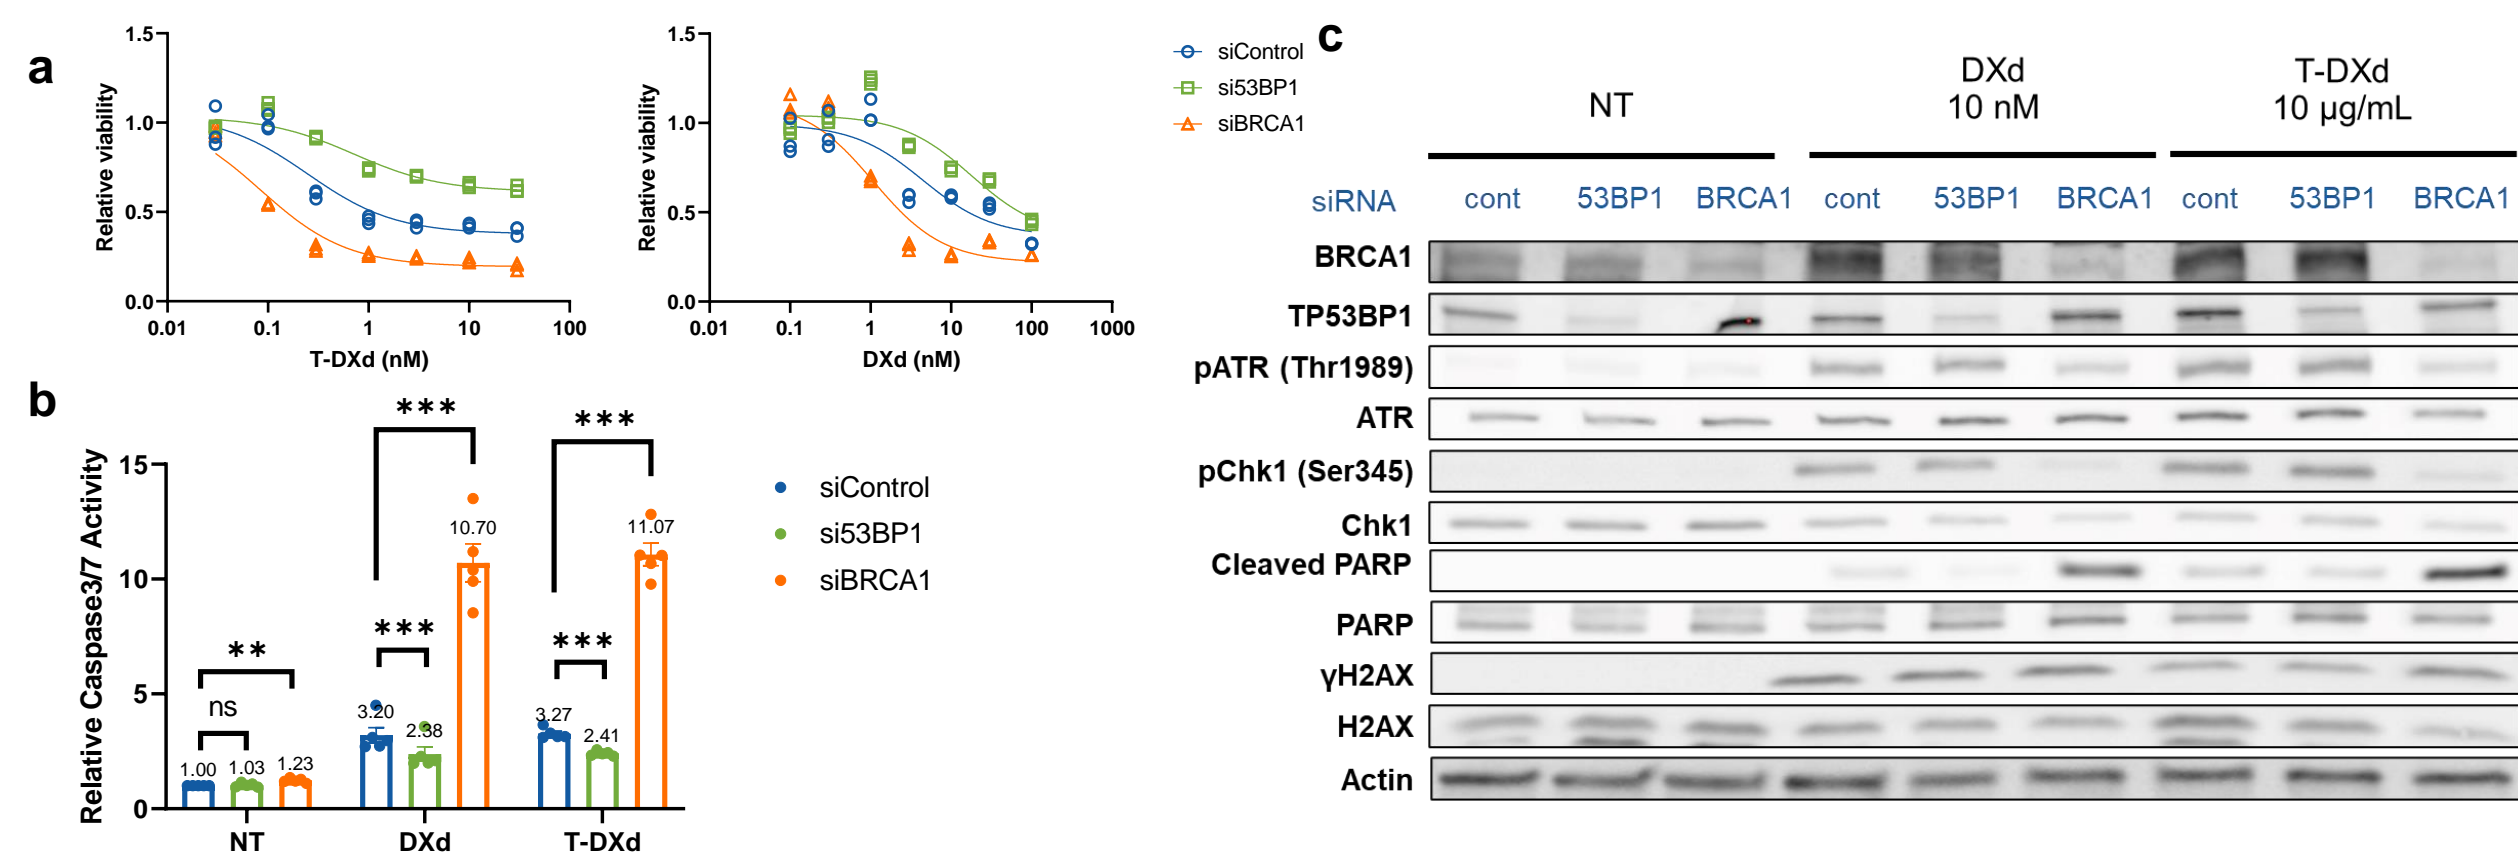 a
1.5
1.0
0.5
0.0
Relative viability
0.01 0.1 1 10 100
T-DXd (nM)
1.5
1.0
0.5
0.0
Relative viability
0.01 0.1 1 10 100 1000
DXd (nM)
siControl
si53BP1
siBRCA1
b
Relative Caspase3/7 Activity
15
10
5
0
ns
**
***
***
***
***
1.00 1.03 1.23
3.20 2.38 10.70
3.27 2.41 11.07
NT DXd T-DXd
siControl
si53BP1
siBRCA1
c
NT
DXd
10 nM
T-DXd
10 µg/mL
siRNA cont 53BP1 BRCA1 cont 53BP1 BRCA1 cont 53BP1 BRCA1
BRCA1
TP53BP1
pATR (Thr1989)
ATR
pChk1 (Ser345)
Chk1
Cleaved PARP
PARP
γH2AX
H2AX
Actin